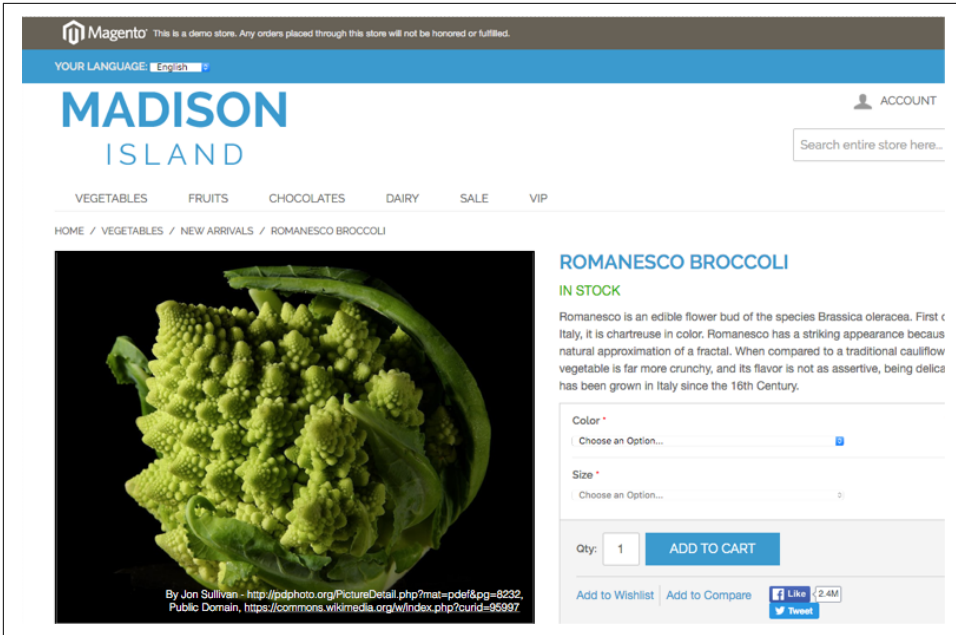 Magento® This is a demo store. Any orders placed through this store will not be honored or fulfilled.
YOUR LANGUAGE: English
MADISON
ISLAND
ACCOUNT
Search entire store here...
VEGETABLES FRUITS CHOCOLATES DAIRY SALE VIP
HOME / VEGETABLES / NEW ARRIVALS / ROMANESCO BROCCOLI
ROMANESCO BROCCOLI
IN STOCK
Romanesco is an edible flower bud of the species Brassica oleracea. First
Italy, it is chartreuse in color. Romanesco has a striking appearance becaus
natural approximation of a fractal. When compared to a traditional cauliflow
vegetable is far more crunchy, and its flavor is not as assertive, being delica
has been grown in Italy since the 16th Century.
Color *
Choose an Option...
Size *
Choose an Option...
Qty: 1 ADD TO CART
Add to Wishlist Add to Compare Like 2.4M
Tweet
By Jon Sullivan - http://pdphoto.org/PictureDetail.php?mat=pdef&pg=8232,
Public Domain, https://commons.wikimedia.org/w/index.php?curid=95997